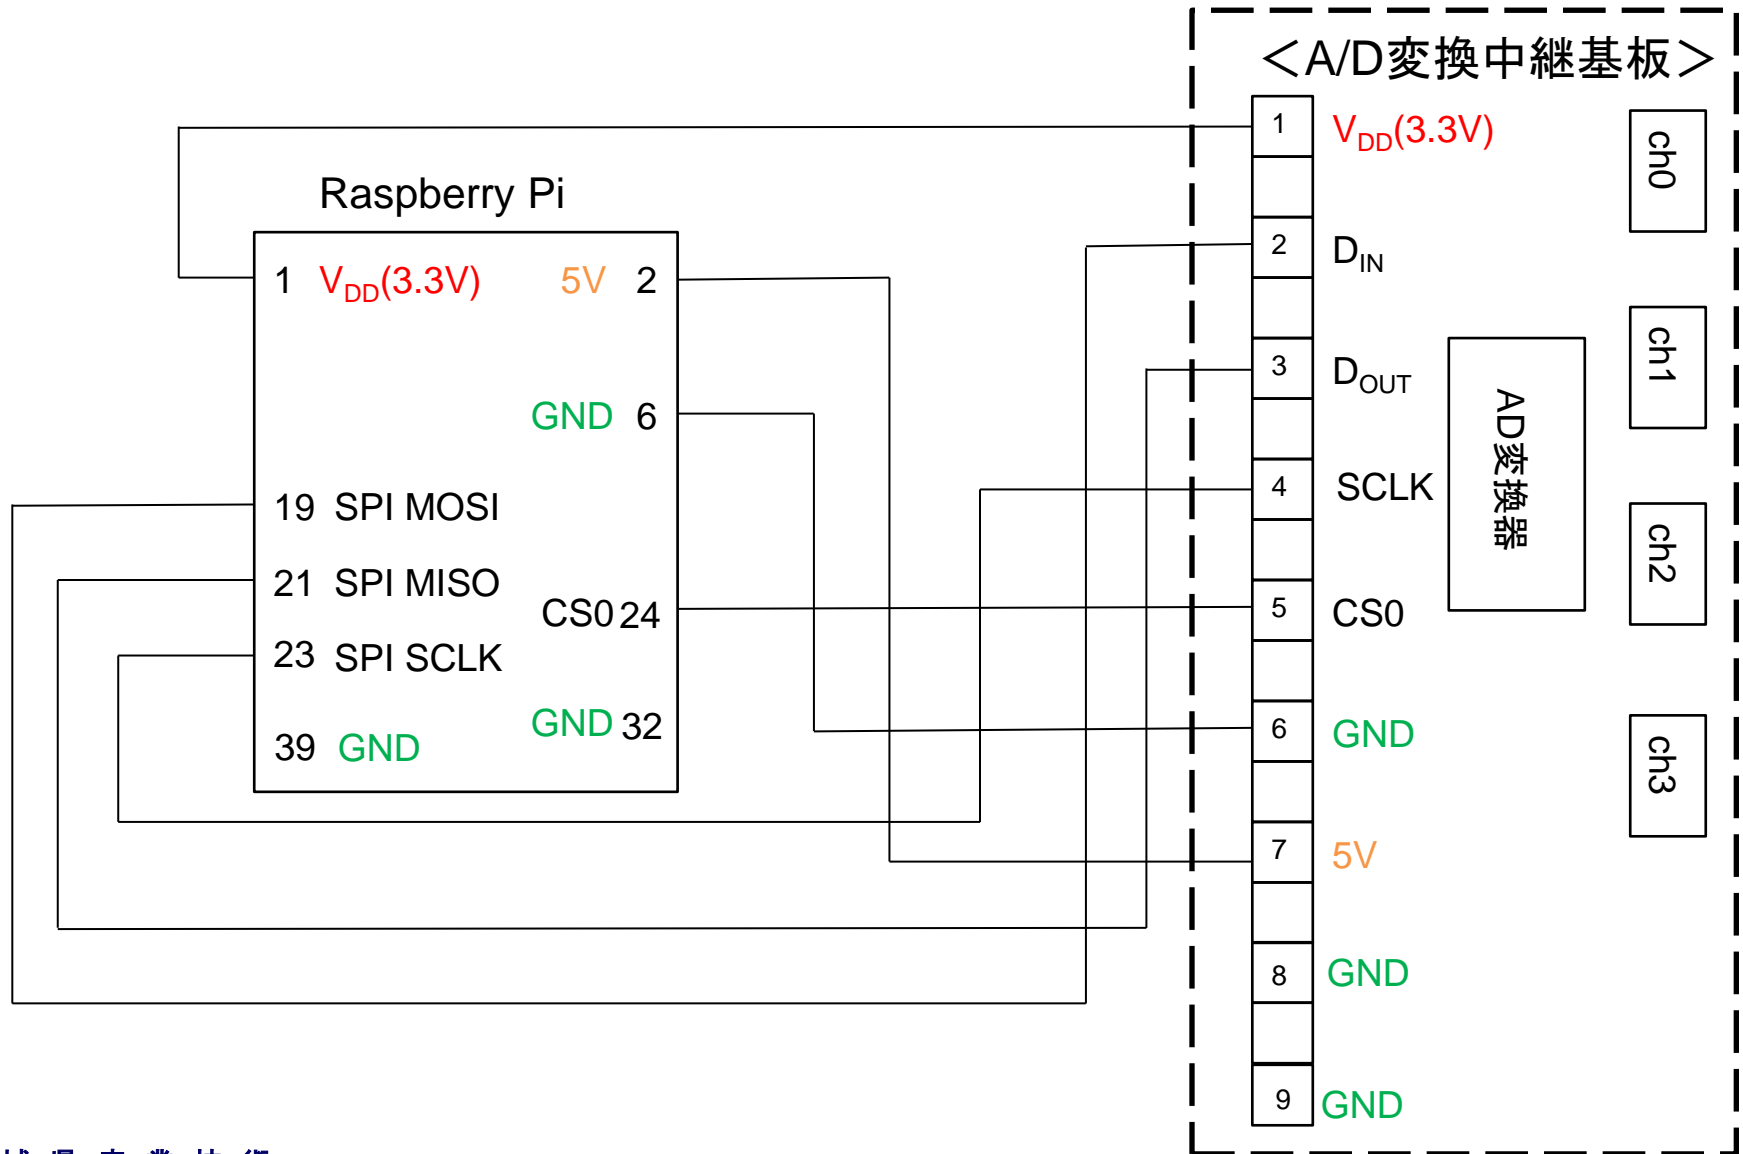 <A/D変換中継基板>
Raspberry Pi
1 VDD(3.3V) 5V 2
GND 6
19 SPI MOSI
21 SPI MISO
CS0 24
23 SPI SCLK
GND 32
39 GND
1 VDD(3.3V)
2 DIN
3 DOUT
4 SCLK
5 CS0
6 GND
7 5V
8 GND
9 GND
AD変換器
ch0
ch1
ch2
ch3